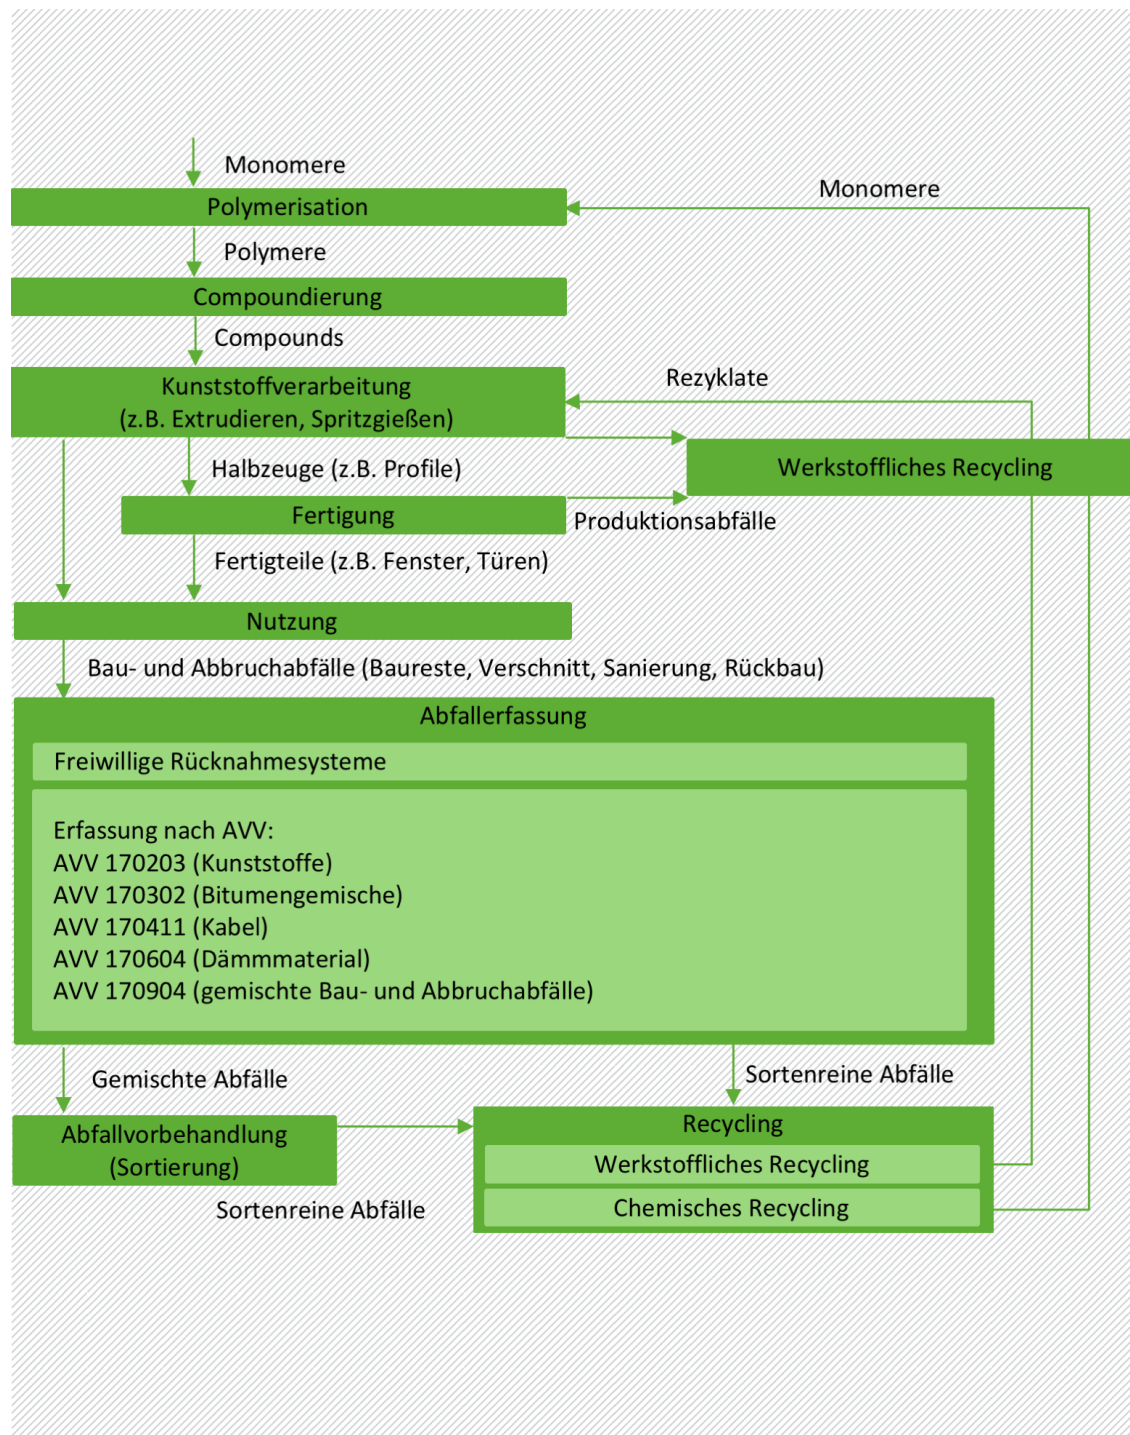 Monomere
Monomere
Polymerisation
Polymere
Compoundierung
Compounds
Kunststoffverarbeitung
(z.B. Extrudieren, Spritzgießen)
Rezyklate
Halbzeuge (z.B. Profile)
Werkstoffliches Recycling
Fertigung
Produktionsabfälle
Fertigteile (z.B. Fenster, Türen)
Nutzung
Bau- und Abbruchabfälle (Baureste, Verschnitt, Sanierung, Rückbau)
Abfallerfassung
Freiwillige Rücknahmesysteme
Erfassung nach AVV:
AVV 170203 (Kunststoffe)
AVV 170302 (Bitumengemische)
AVV 170411 (Kabel)
AVV 170604 (Dämmmaterial)
AVV 170904 (gemischte Bau- und Abbruchabfälle)
Gemischte Abfälle
Sortenreine Abfälle
Abfallvorbehandlung
(Sortierung)
Sortenreine Abfälle
Recycling
Werkstoffliches Recycling
Chemisches Recycling